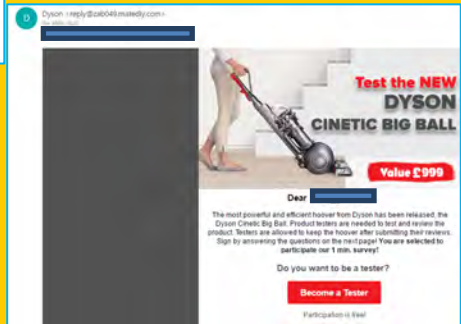 D
Dyson <reply@cab049.matedly.com>
Test the NEW
DYSON
CINETIC BIG BALL
Value £999
Dear
The most powerful and efficient hoover from Dyson has been released, the
Dyson Cinetic Big Ball. Product testers are needed to test and review the
product. Testers are allowed to keep the hoover after submitting their reviews.
Sign by answering the questions on the next page! You are selected to
participate our 1 min. survey!
Do you want to be a tester?
Become a Tester
Participation is free!